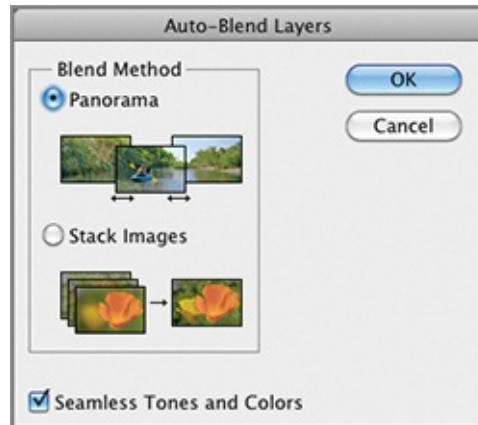 Auto-Blend Layers
Blend Method
Panorama
OK
Cancel
Stack Images
Seamless Tones and Colors